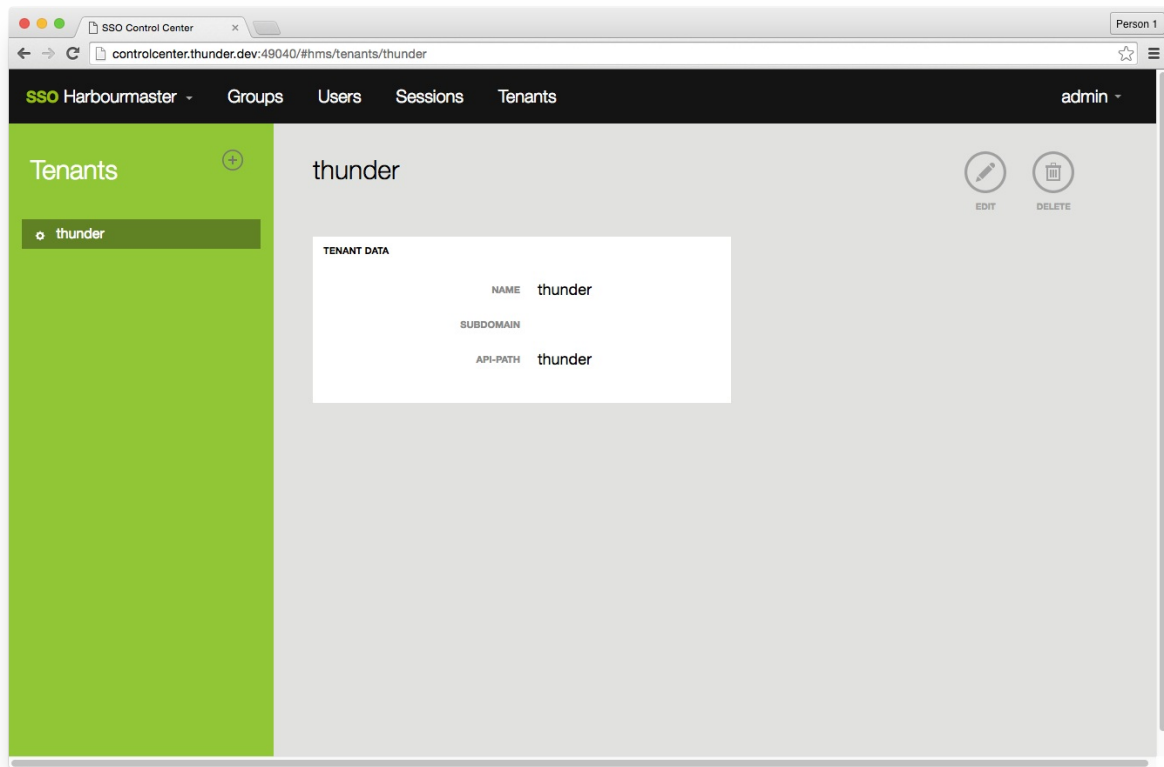 SSO Control Center
Person 1
controlcenter.thunder.dev:49040/#hms/tenants/thunder
SSO Harbourmaster Groups Users Sessions Tenants admin
Tenants
thunder
thunder
EDIT DELETE
TENANT DATA
NAME thunder
SUBDOMAIN
API-PATH thunder